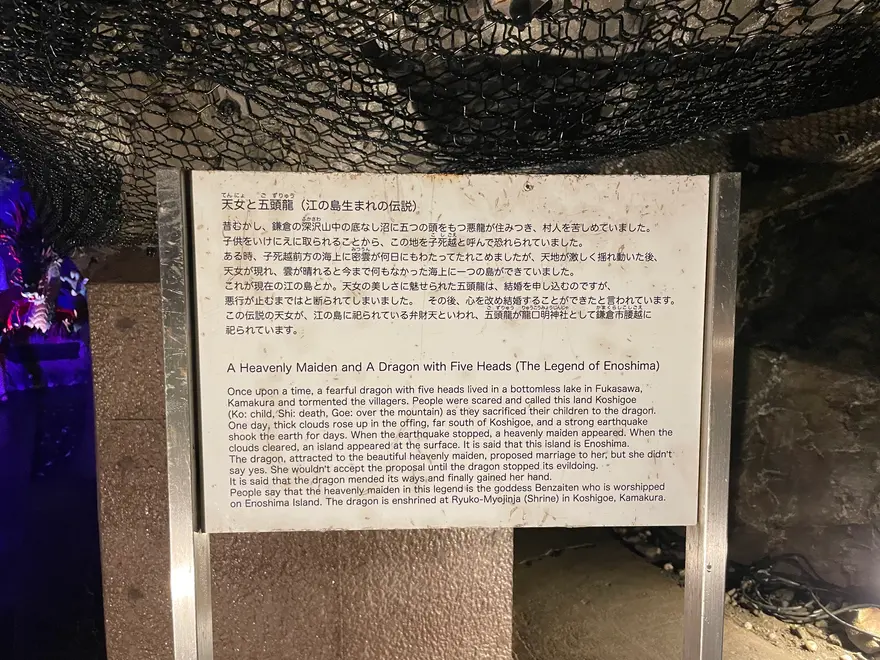 天女と五頭龍（江の島生まれの伝説）
昔むかし、鎌倉の深沢山中の底なし沼に五つの頭をもつ悪龍が住みつき、村人を苦しめていました。
子供をいけにえに取られることから、この地を子死越と呼んで恐れられていました。
ある時、子死越前方の海上に密雲が何日にもわたってたれこめましたが、天地が激しく揺れ動いた後、
天女が現れ、雲が晴れると今まで何もなかった海上に一つの島ができていました。
これが現在の江の島とか。天女の美しさに魅せられた五頭龍は、結婚を申し込むのですが、
悪行が止むまではと断られてしまいました。　その後、心を改め結婚することができたと言われています。
この伝説の天女が、江の島に祀られている弁財天といわれ、五頭龍が龍口明神社として鎌倉市腰越に
祀られています。
A Heavenly Maiden and A Dragon with Five Heads (The Legend of Enoshima)
Once upon a time, a fearful dragon with five heads lived in a bottomless lake in Fukasawa,
Kamakura and tormented the villagers. People were scared and called this land Koshigoe
(Ko: child, Shi: death, Goe: over the mountain) as they sacrificed their children to the dragon.
One day, thick clouds rose up in the offing, far south of Koshigoe, and a strong earthquake
shook the earth for days. When the earthquake stopped, a heavenly maiden appeared. When the
clouds cleared, an island appeared at the surface. It is said that this island is Enoshima.
The dragon, attracted to the beautiful heavenly maiden, proposed marriage to her, but she didn't
say yes. She wouldn't accept the proposal until the dragon stopped its evildoing.
It is said that the dragon mended its ways and finally gained her hand.
People say that the heavenly maiden in this legend is the goddess Benzaiten who is worshipped
on Enoshima Island. The dragon is enshrined at Ryuko-Myojinja (Shrine) in Koshigoe, Kamakura.